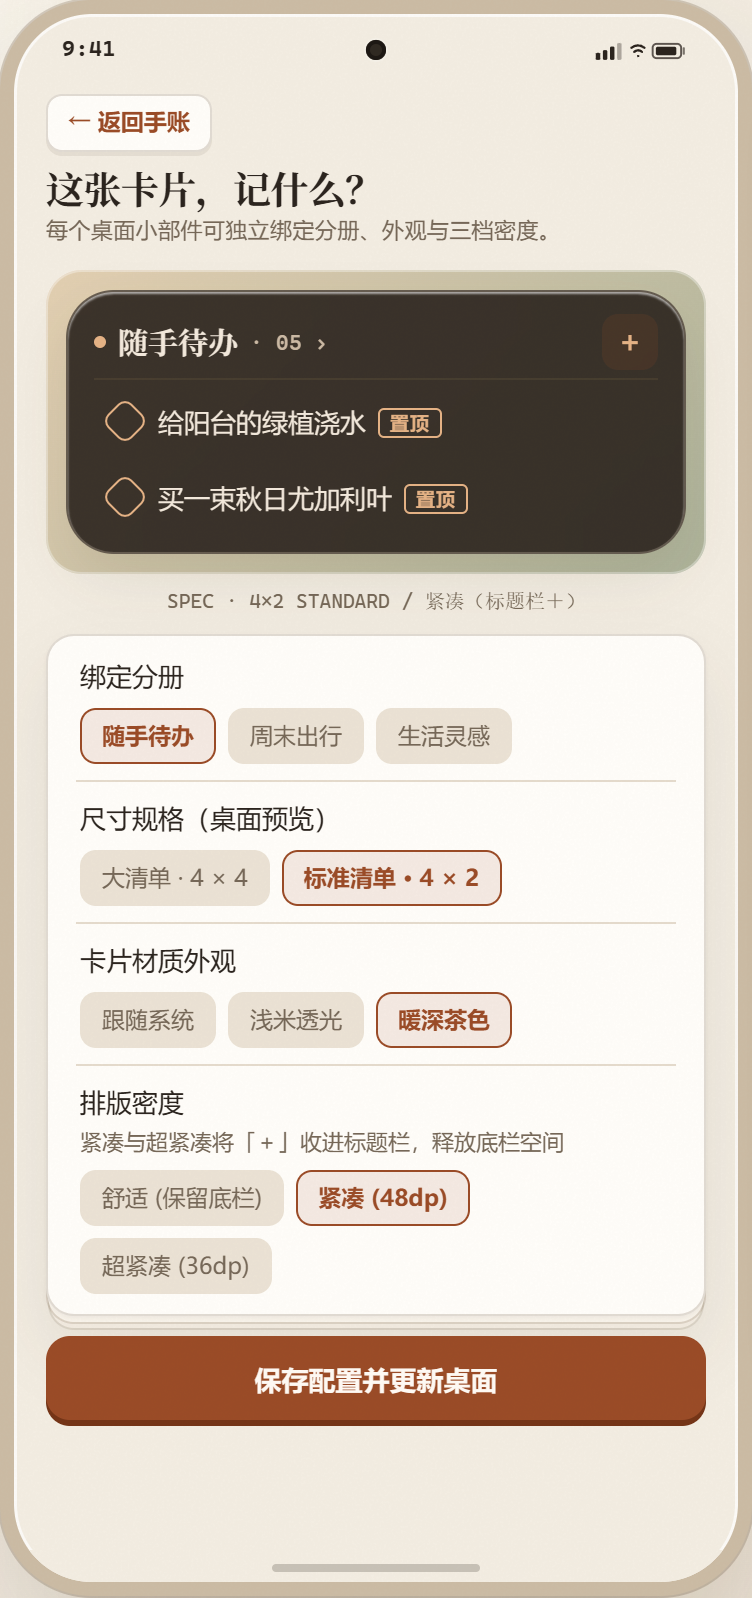 9:41
← 返回手账
这张卡片，记什么？
每个桌面小部件可独立绑定分册、外观与三档密度。
随手待办 · 05 ›
+
给阳台的绿植浇水 置顶
买一束秋日尤加利叶 置顶
SPEC · 4×2 STANDARD / 紧凑（标题栏＋）
绑定分册
随手待办 周末出行 生活灵感
尺寸规格（桌面预览）
大清单 · 4 × 4 标准清单 · 4 × 2
卡片材质外观
跟随系统 浅米透光 暖深茶色
排版密度
紧凑与超紧凑将「+」收进标题栏，释放底栏空间
舒适 (保留底栏) 紧凑 (48dp)
超紧凑 (36dp)
保存配置并更新桌面